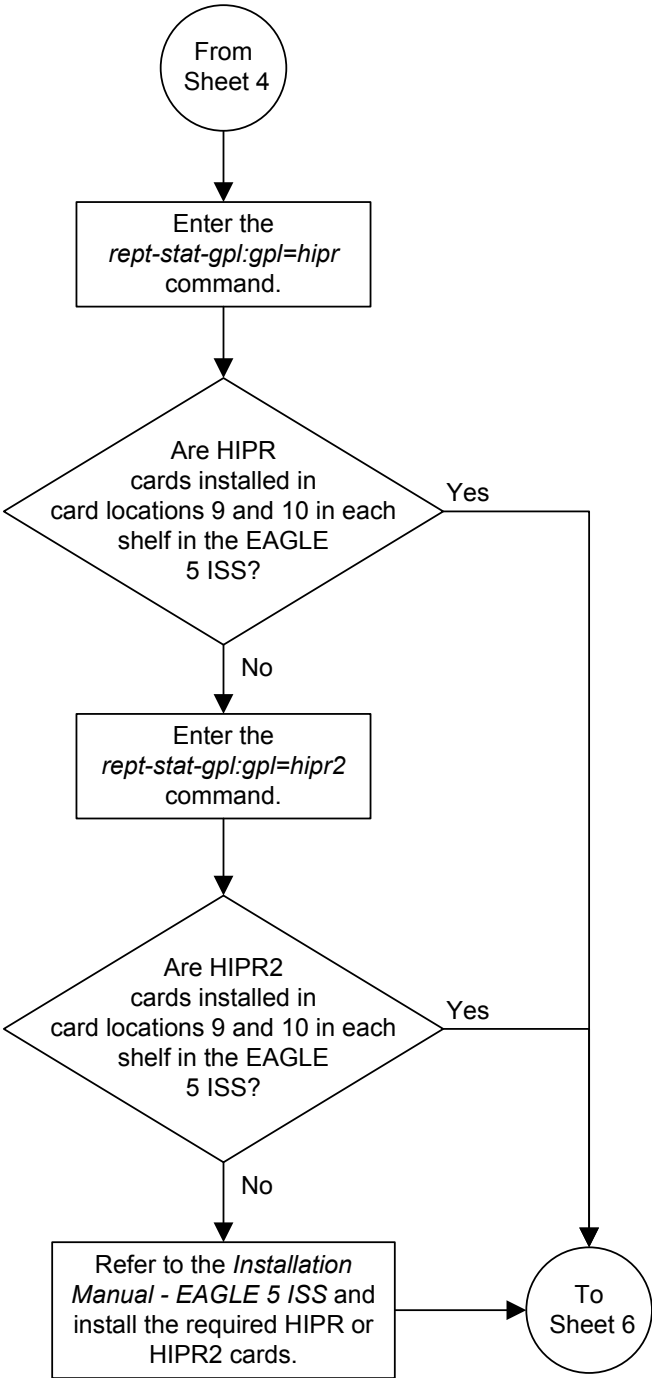 From
Sheet 4
Enter the
rept-stat-gpl:gpl=hipr
command.
Are HIPR
cards installed in
card locations 9 and 10 in each
shelf in the EAGLE
5 ISS?
Yes
No
Enter the
rept-stat-gpl:gpl=hipr2
command.
Are HIPR2
cards installed in
card locations 9 and 10 in each
shelf in the EAGLE
5 ISS?
Yes
No
Refer to the Installation
Manual - EAGLE 5 ISS and
install the required HIPR or
HIPR2 cards.
To
Sheet 6